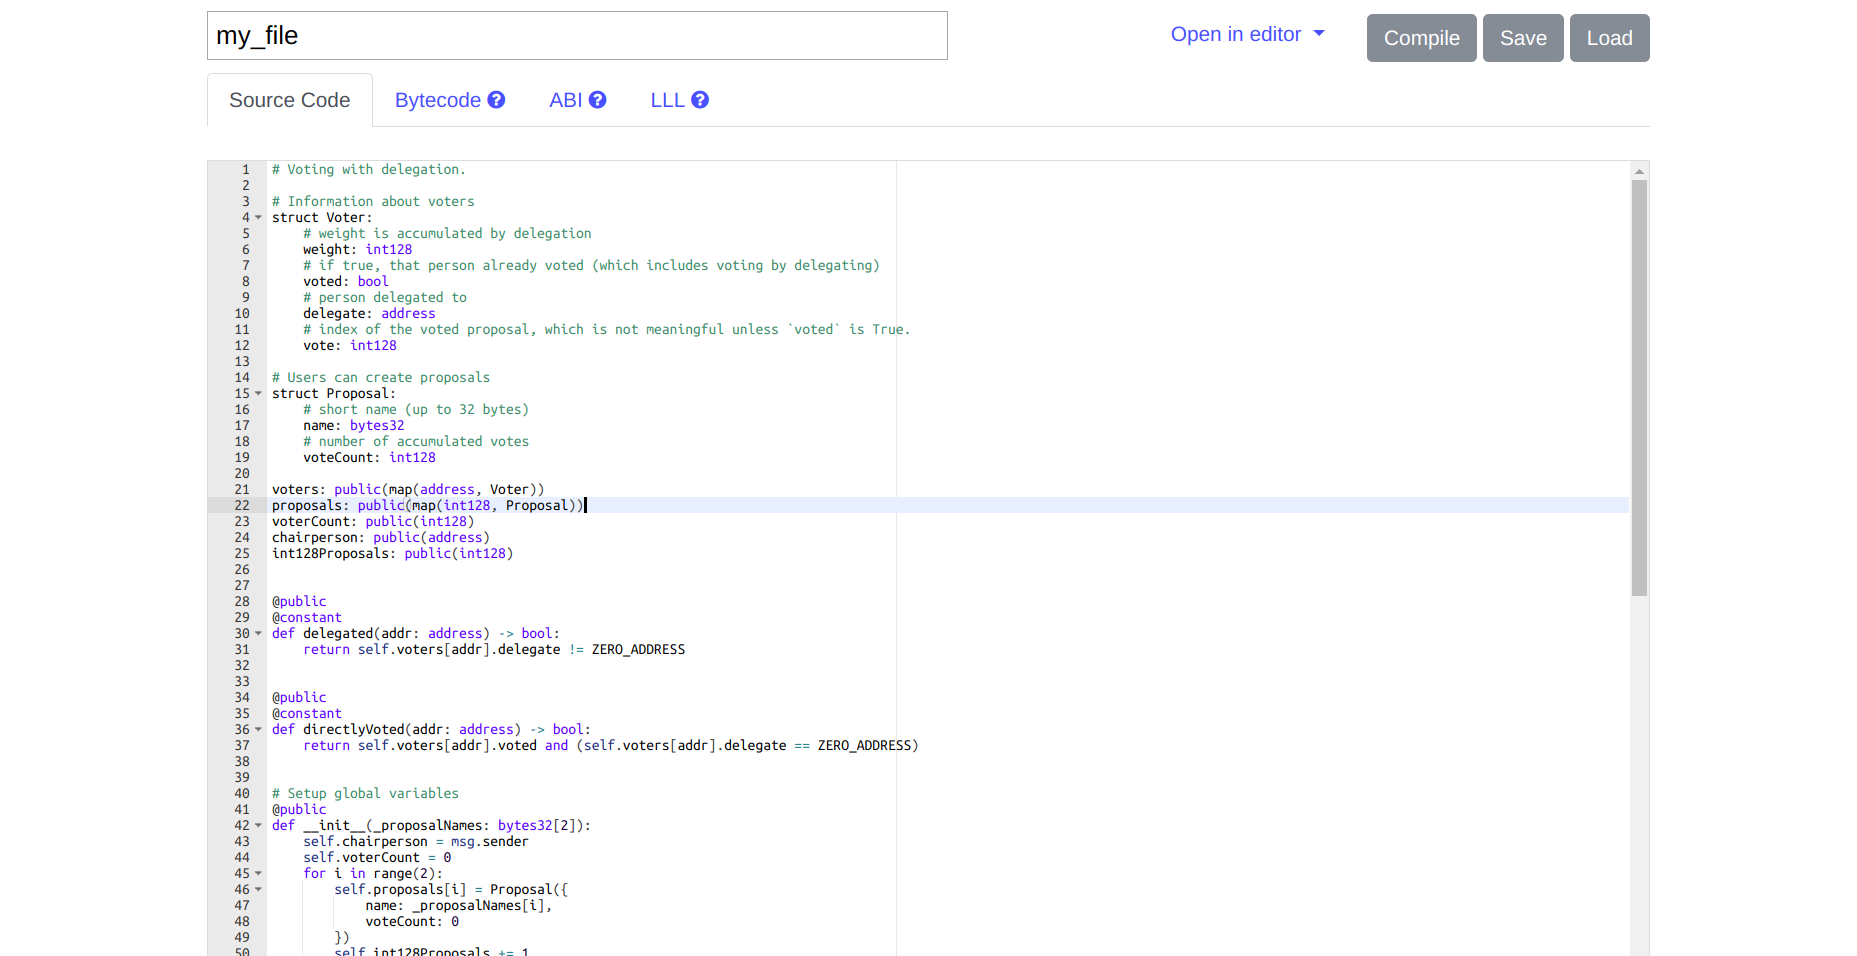 my_file
Open in editor
Compile
Save
Load
Source Code
Bytecode
ABI
LLL
1 # Voting with delegation.
2
3 # Information about voters
4 struct Voter:
5     # weight is accumulated by delegation
6     weight: int128
7     # if true, that person already voted (which includes voting by delegating)
8     voted: bool
9     # person delegated to
10     delegate: address
11     # index of the voted proposal, which is not meaningful unless `voted` is True.
12     vote: int128
13
14 # Users can create proposals
15 struct Proposal:
16     # short name (up to 32 bytes)
17     name: bytes32
18     # number of accumulated votes
19     voteCount: int128
20
21 voters: public(map(address, Voter))
22 proposals: public(map(int128, Proposal))
23 voterCount: public(int128)
24 chairperson: public(address)
25 int128Proposals: public(int128)
26
27
28 @public
29 @constant
30 def delegated(addr: address) -> bool:
31     return self.voters[addr].delegate != ZERO_ADDRESS
32
33
34 @public
35 @constant
36 def directlyVoted(addr: address) -> bool:
37     return self.voters[addr].voted and (self.voters[addr].delegate == ZERO_ADDRESS)
38
39
40 # Setup global variables
41 @public
42 def __init__(_proposalNames: bytes32[2]):
43     self.chairperson = msg.sender
44     self.voterCount = 0
45     for i in range(2):
46         self.proposals[i] = Proposal({
47             name: _proposalNames[i],
48             voteCount: 0
49         })
50         self.int128Proposals += 1